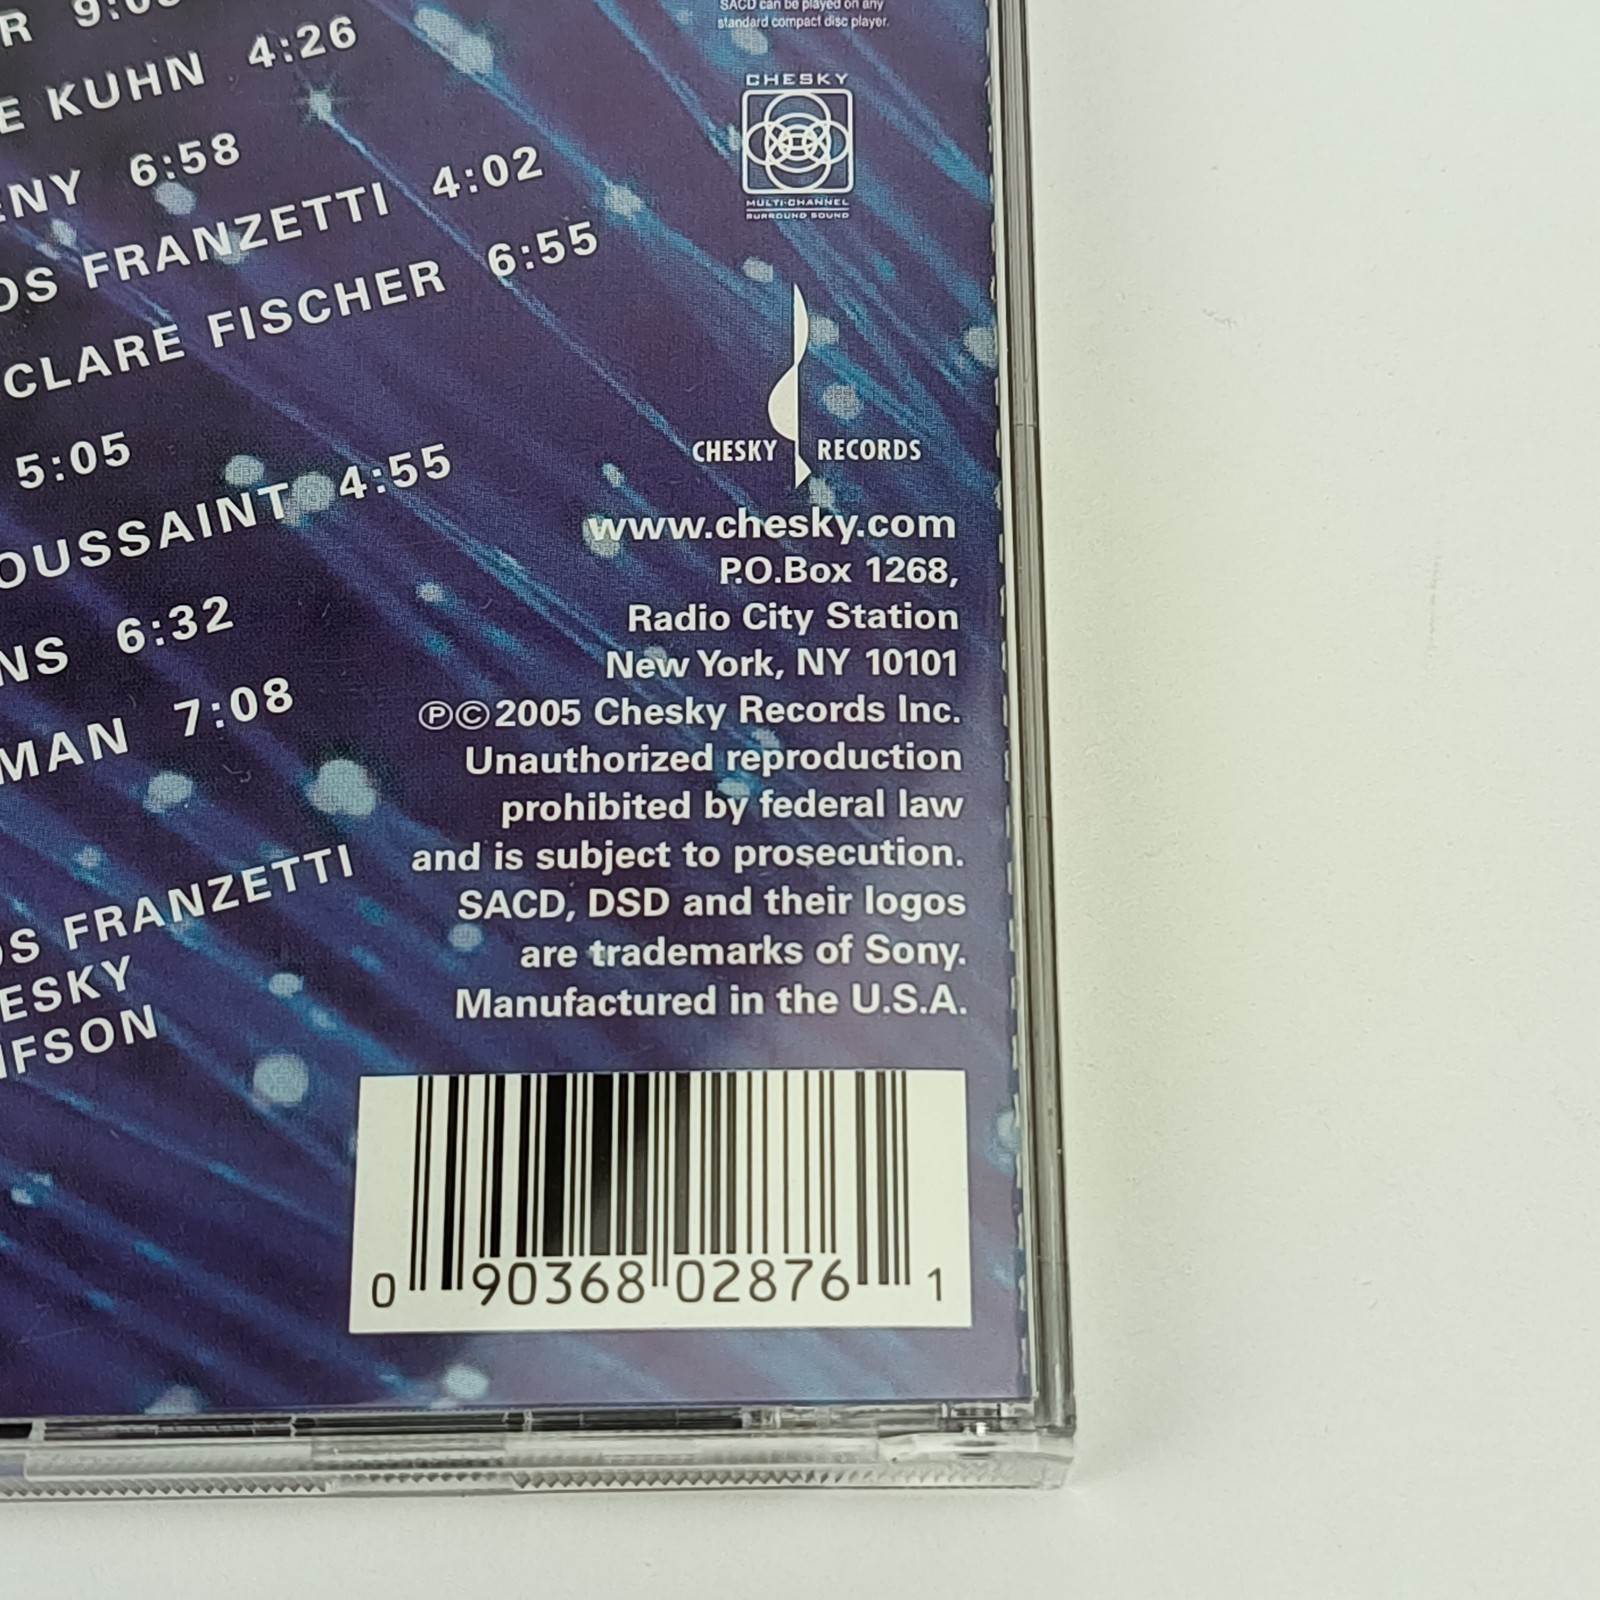 R 9:0
E KUHN 4:26
ENY 6:58
OS FRANZETTI 4:02
CLARE FISCHER 6:55
5:05
OUSSAINT 4:55
NS 6:32
MAN 7:08
OS FRANZETTI
ESKY
IFSON
SACD can be played on any
standard compact disc player.
CHESKY
MULTI-CHANNEL
SURROUND SOUND
CHESKY RECORDS
www.chesky.com
P.O.Box 1268,
Radio City Station
New York, NY 10101
℗©2005 Chesky Records Inc.
Unauthorized reproduction
prohibited by federal law
and is subject to prosecution.
SACD, DSD and their logos
are trademarks of Sony.
Manufactured in the U.S.A.
0 90368 02876 1